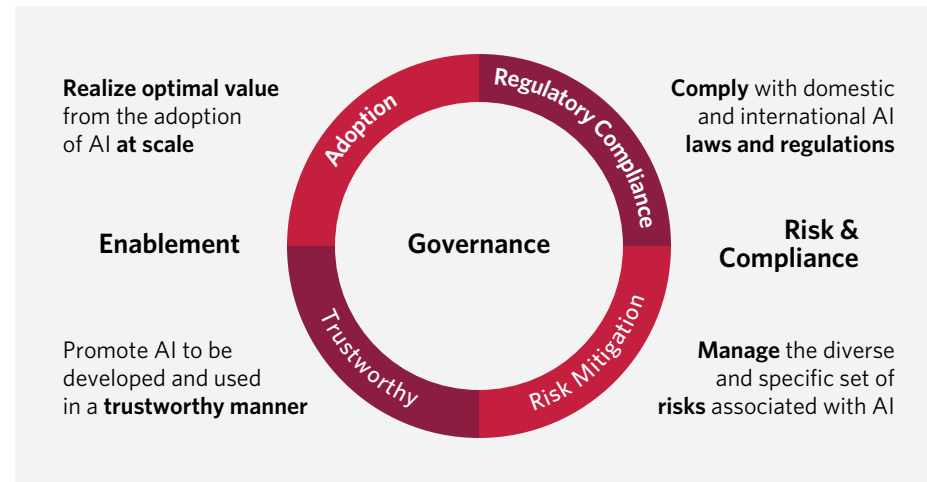 Realize optimal value
from the adoption
of AI at scale
Adoption
Regulatory Compliance
Comply with domestic
and international AI
laws and regulations
Enablement
Governance
Risk &
Compliance
Promote AI to be
developed and used
in a trustworthy manner
Trustworthy
Risk Mitigation
Manage the diverse
and specific set of
risks associated with AI